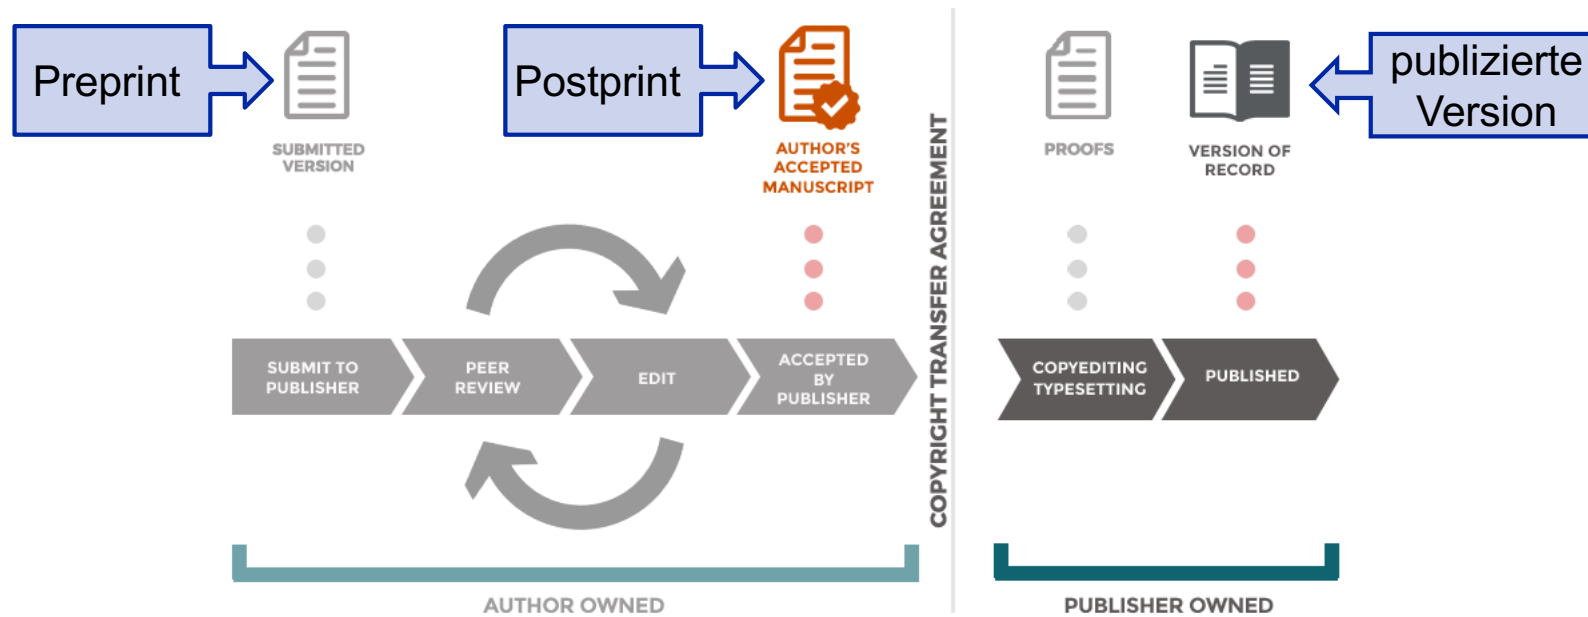 Preprint
SUBMITTED
VERSION
Postprint
AUTHOR'S
ACCEPTED
MANUSCRIPT
COPYRIGHT TRANSFER AGREEMENT
PROOFS
VERSION OF
RECORD
publizierte
Version
SUBMIT TO
PUBLISHER
PEER
REVIEW
EDIT
ACCEPTED
BY
PUBLISHER
COPYEDITING
TYPESETTING
PUBLISHED
AUTHOR OWNED
PUBLISHER OWNED